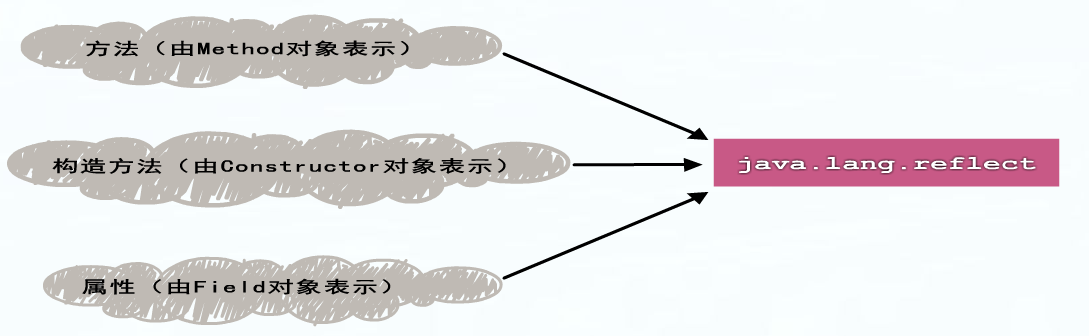 方法（由Method对象表示）
构造方法（由Constructor对象表示）
java.lang.reflect
属性（由Field对象表示）